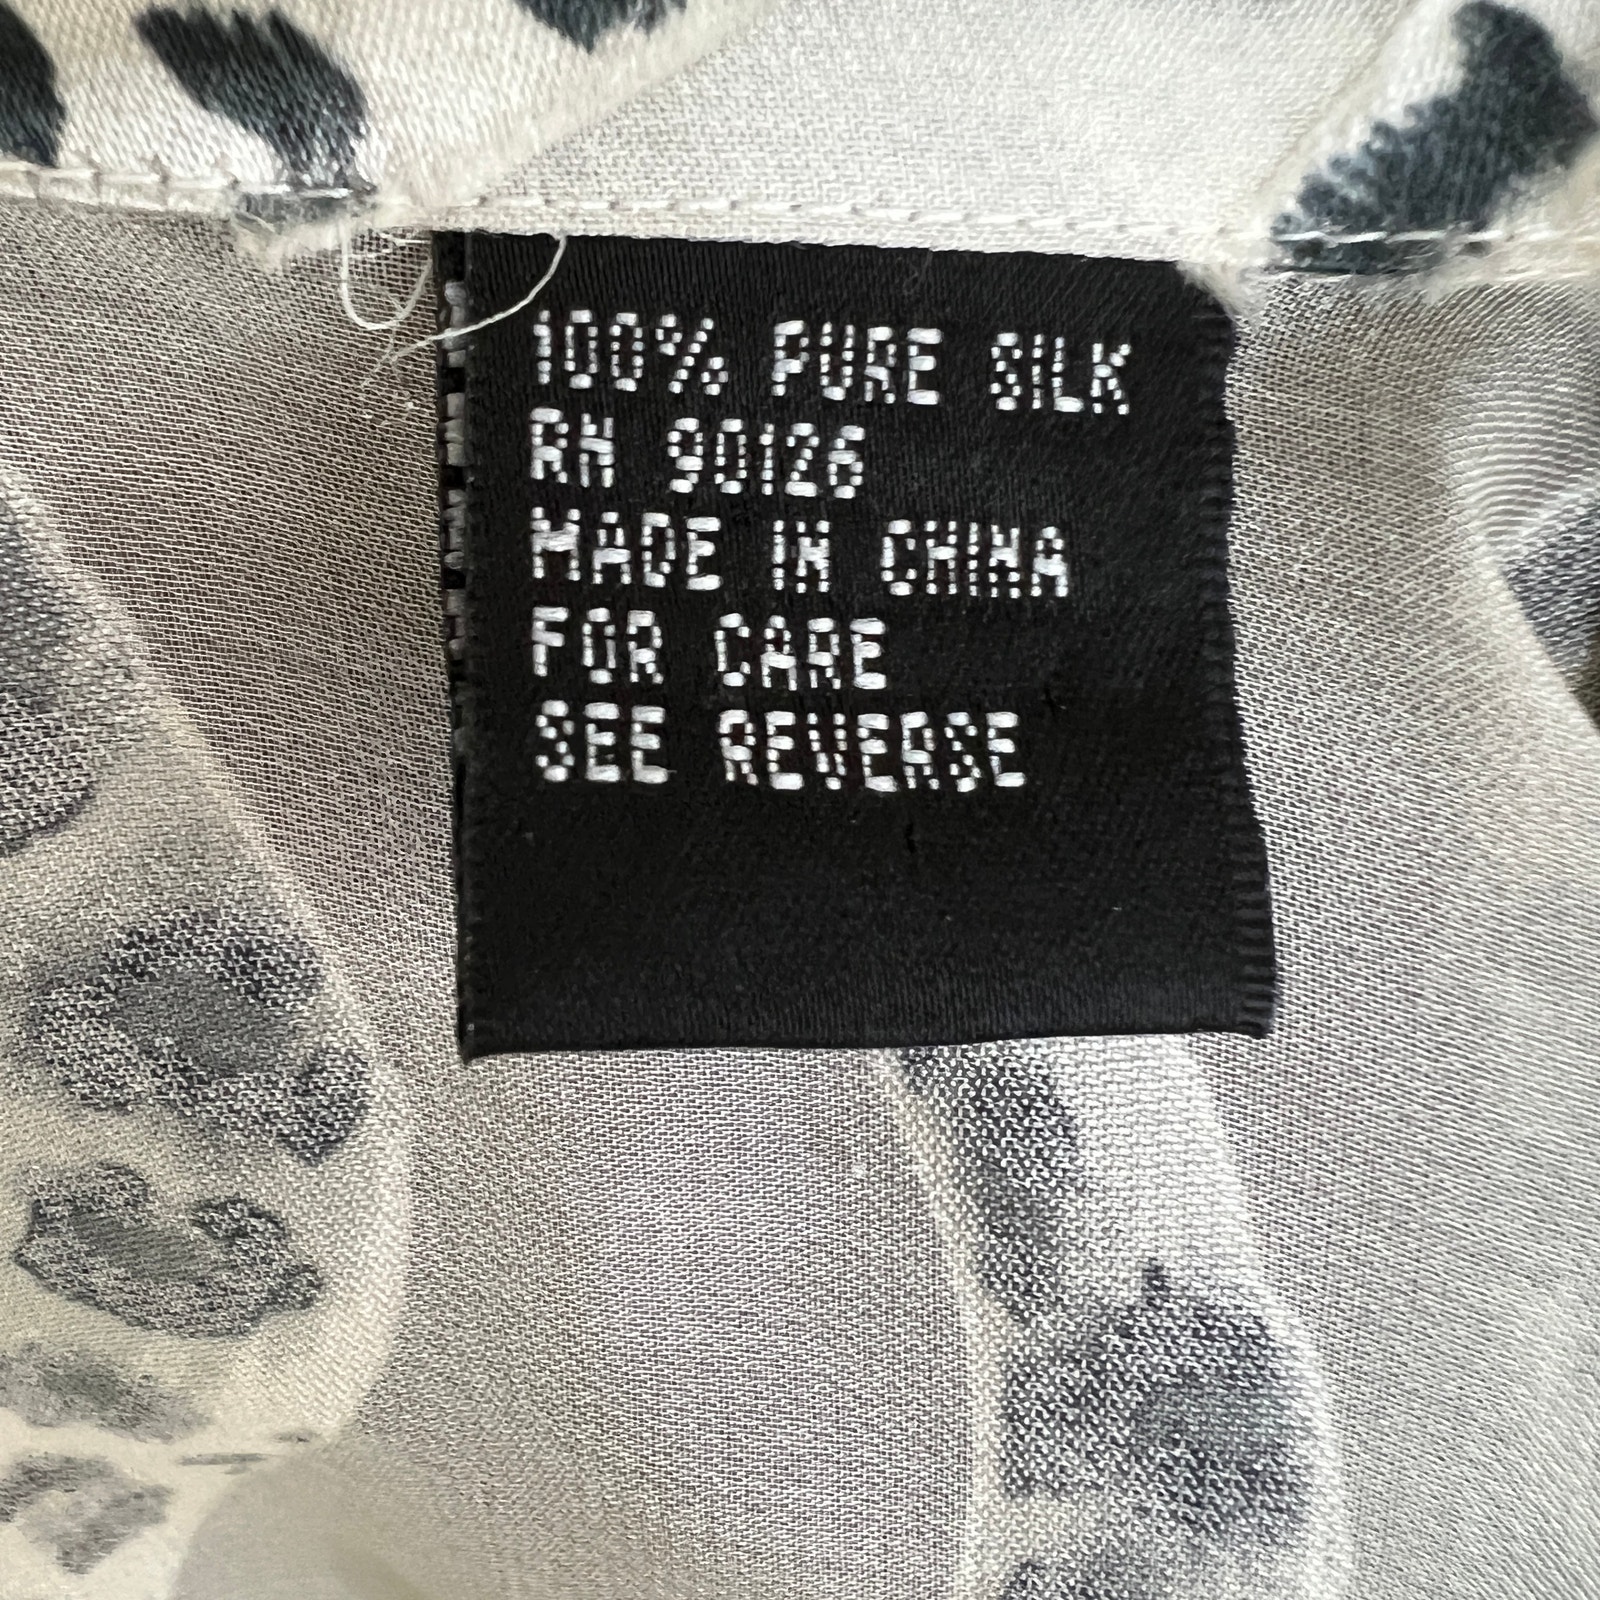 100% PURE SILK
RN 90126
MADE IN CHINA
FOR CARE
SEE REVERSE